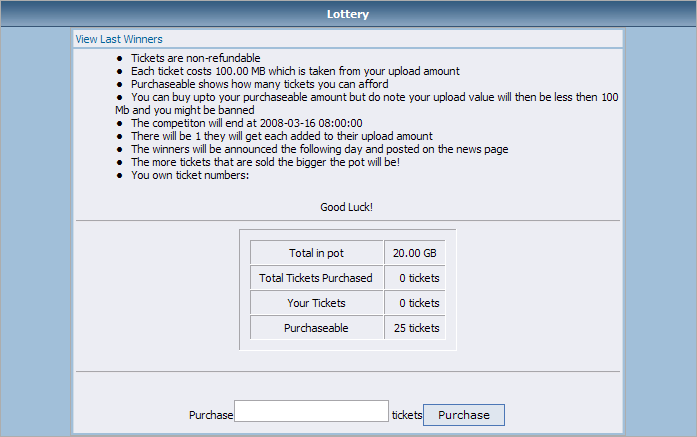 Lottery
View Last Winners
● Tickets are non-refundable
● Each ticket costs 100.00 MB which is taken from your upload amount
● Purchaseable shows how many tickets you can afford
● You can buy upto your purchaseable amount but do note your upload value will then be less then 100
Mb and you might be banned
● The competiton will end at 2008-03-16 08:00:00
● There will be 1 they will get each added to their upload amount
● The winners will be announced the following day and posted on the news page
● The more tickets that are sold the bigger the pot will be!
● You own ticket numbers:
Good Luck!
Total in pot 20.00 GB
Total Tickets Purchased 0 tickets
Your Tickets 0 tickets
Purchaseable 25 tickets
Purchase tickets Purchase